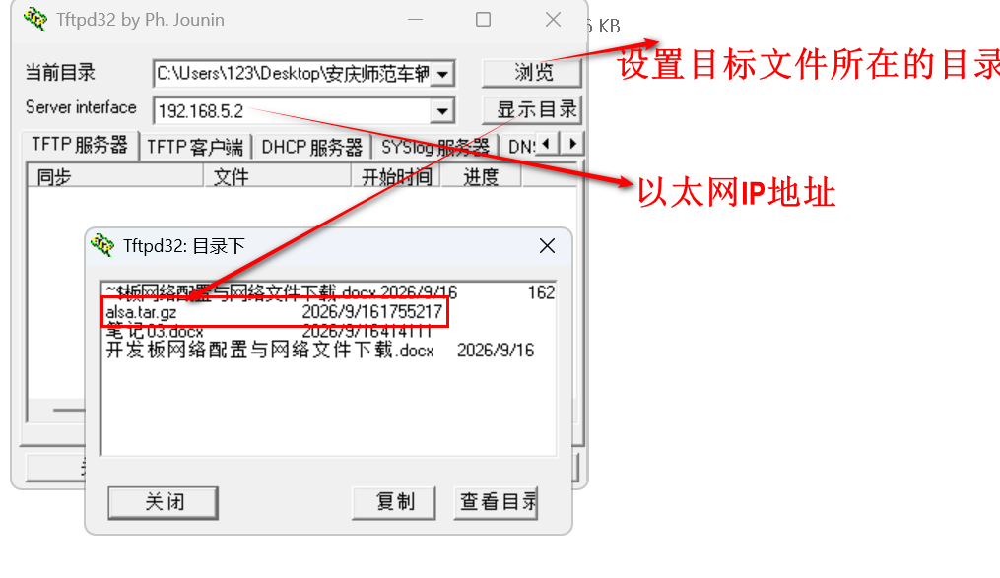 Tftpd32 by Ph. Jounin
6 KB
当前目录 C:\Users\123\Desktop\安庆师范车辆 浏览
设置目标文件所在的目录
Server interface 192.168.5.2 显示目录
TFTP 服务器 TFTP 客户端 DHCP 服务器 SYSlog 服务器 DN
同步 文件 开始时间 进度
以太网IP地址
Tftpd32: 目录下
~$板网络配置与网络文件下载.docx 2026/9/16 162
alsa.tar.gz 2026/9/161755217
笔记03.docx 2026/9/16414111
开发板网络配置与网络文件下载.docx 2026/9/16
关闭 复制 查看目录